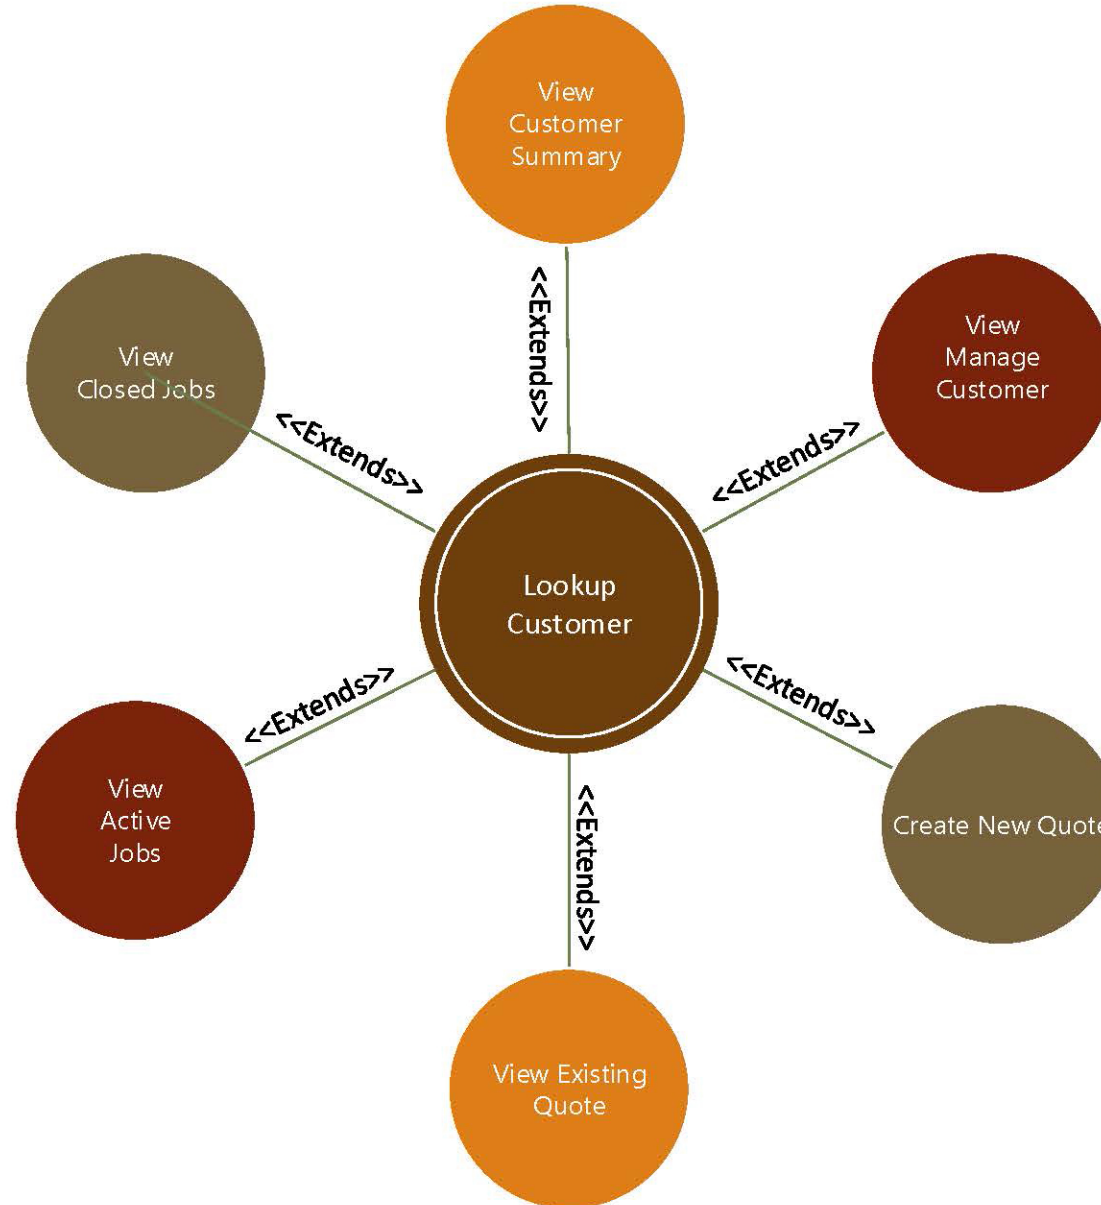 View
Customer
Summary
<<Extends>>
View
Manage
Customer
View
Closed Jobs
<<Extends>>
<<Extends>>
Lookup
Customer
<<Extends>>
<<Extends>>
View
Active
Jobs
Create New Quote
<<Extends>>
View Existing
Quote